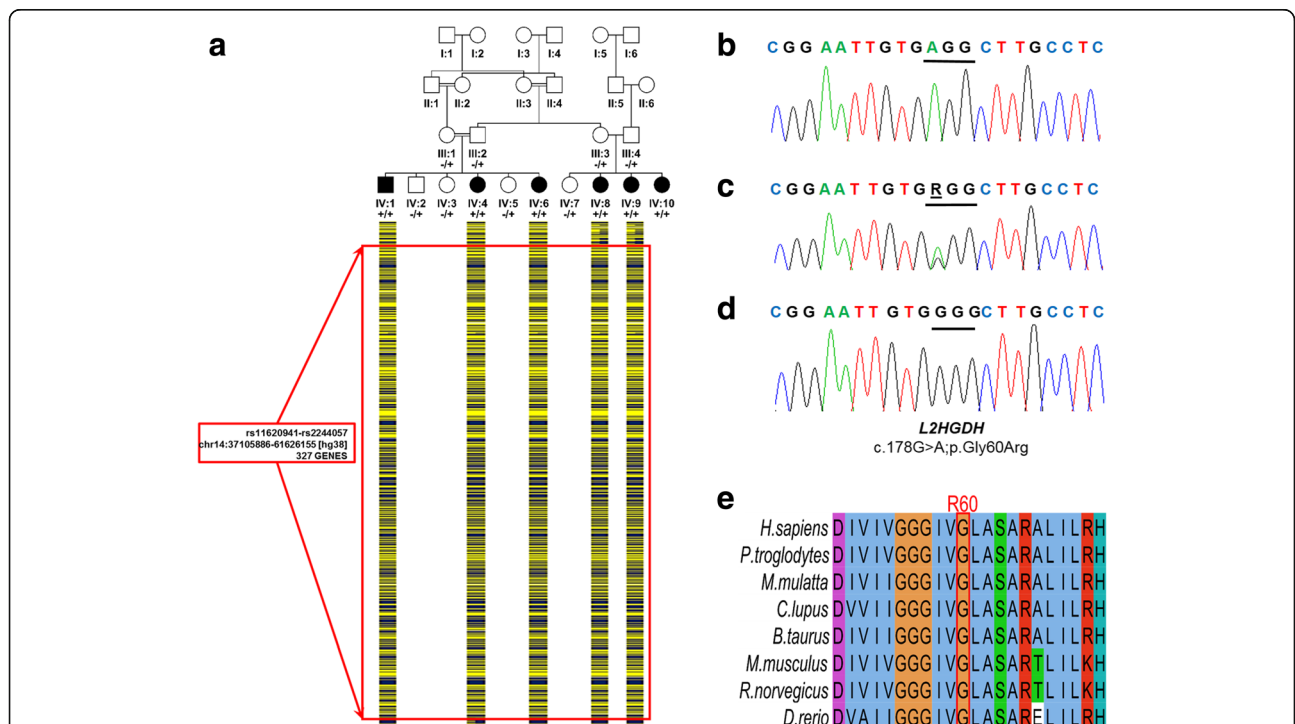 a
I:1 I:2 I:3 I:4 I:5 I:6
II:1 II:2 II:3 II:4 II:5 II:6
III:1 III:2 III:3 III:4
-/+ -/+ -/+ -/+
IV:1 IV:2 IV:3 IV:4 IV:5 IV:6 IV:7 IV:8 IV:9 IV:10
+/+ -/+ -/+ +/+ -/+ +/+ -/+ +/+ +/+ +/+
rs11620941-rs2244057
chr14:37105886-61626155 [hg38]
327 GENES
b
CGGAATTGTGAGGCTTGCCTC
c
CGGAATTGTGRGGCTTGCCTC
d
CGGAATTGTGGGGCTTGCCTC
L2HGDH
c.178G>A;p.Gly60Arg
e
R60
H.sapiens DIVIVGGGIVGLASARALILRH
P.troglodytes DIVIVGGGIVGLASARALILRH
M.mulatta DIVIIGGGIVGLASARALILRH
C.lupus DVVIIGGGIVGLASARALILRH
B.taurus DIVIIGGGIVGLASARALILRH
M.musculus DIVIVGGGIVGLASARTLILKH
R.norvegicus DIVIVGGGIVGLASARTLILKH
D.rerio DVAIIGGGIVGLASARELILRH